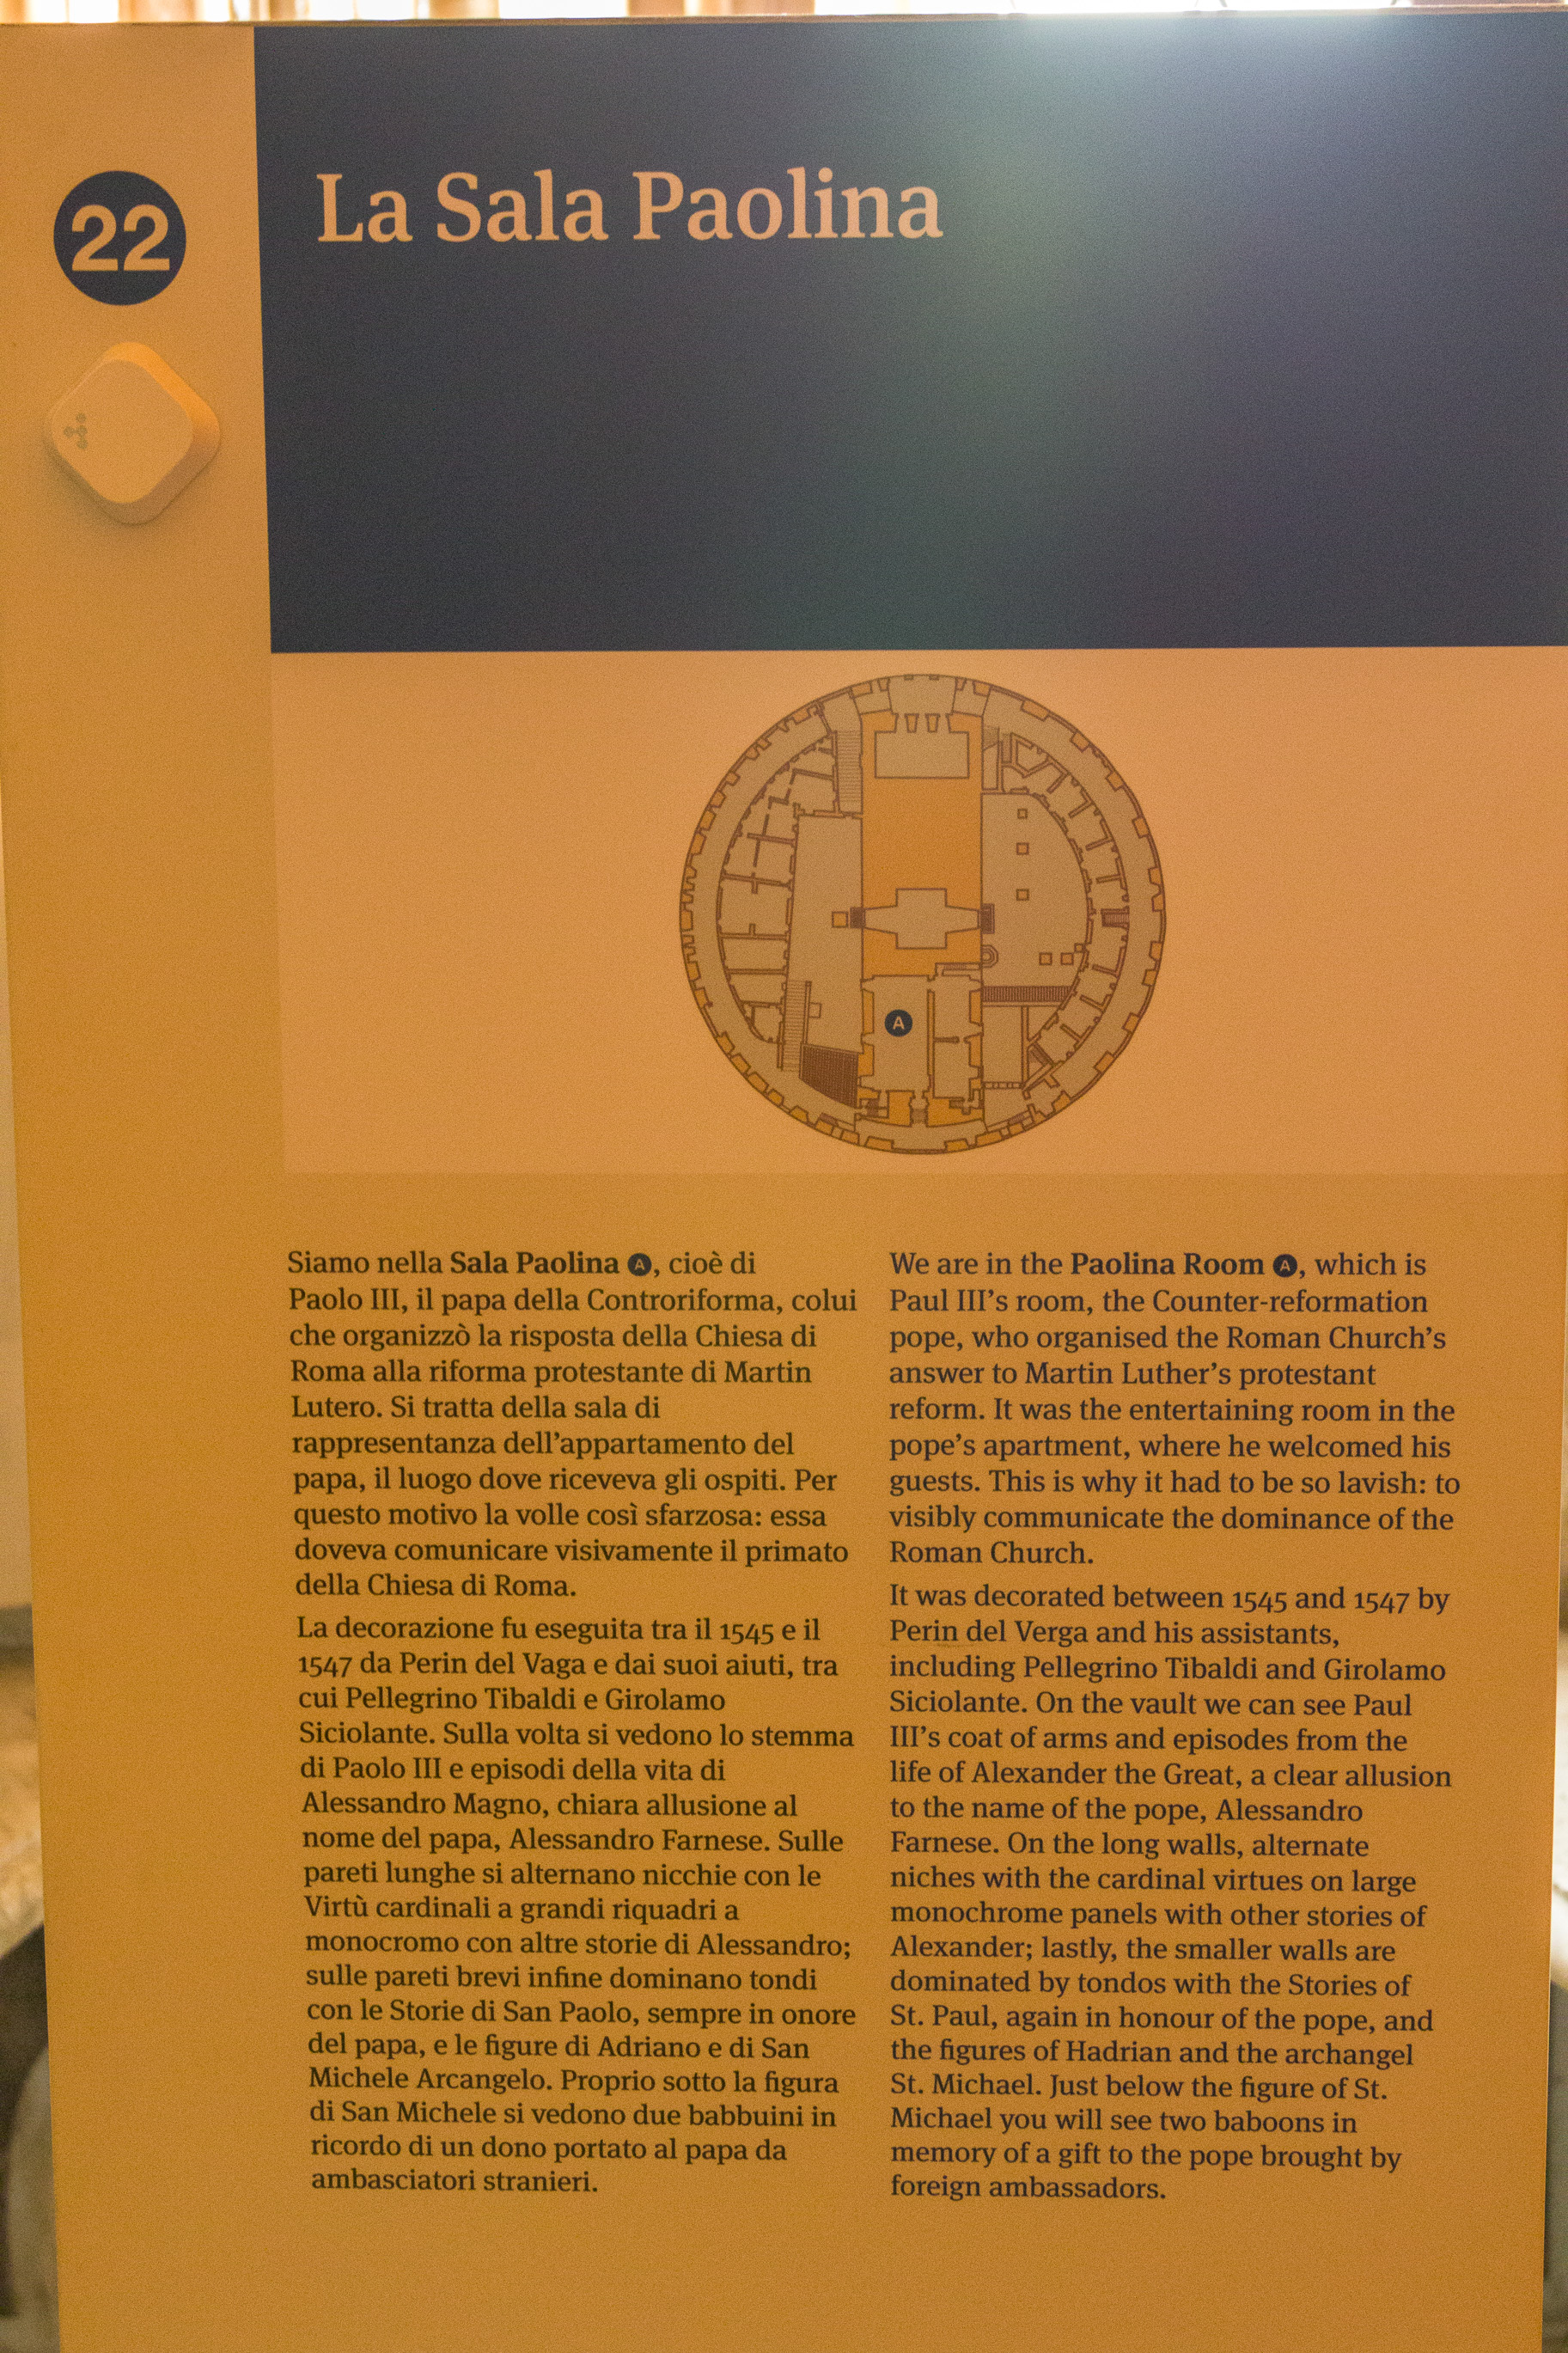 22
La Sala Paolina
A
Siamo nella Sala Paolina A, cioè di
Paolo III, il papa della Controriforma, colui
che organizzò la risposta della Chiesa di
Roma alla riforma protestante di Martin
Lutero. Si tratta della sala di
rappresentanza dell'appartamento del
papa, il luogo dove riceveva gli ospiti. Per
questo motivo la volle così sfarzosa: essa
doveva comunicare visivamente il primato
della Chiesa di Roma.
La decorazione fu eseguita tra il 1545 e il
1547 da Perin del Vaga e dai suoi aiuti, tra
cui Pellegrino Tibaldi e Girolamo
Siciolante. Sulla volta si vedono lo stemma
di Paolo III e episodi della vita di
Alessandro Magno, chiara allusione al
nome del papa, Alessandro Farnese. Sulle
pareti lunghe si alternano nicchie con le
Virtù cardinali a grandi riquadri a
monocromo con altre storie di Alessandro;
sulle pareti brevi infine dominano tondi
con le Storie di San Paolo, sempre in onore
del papa, e le figure di Adriano e di San
Michele Arcangelo. Proprio sotto la figura
di San Michele si vedono due babbuini in
ricordo di un dono portato al papa da
ambasciatori stranieri.
We are in the Paolina Room A, which is
Paul III's room, the Counter-reformation
pope, who organised the Roman Church's
answer to Martin Luther's protestant
reform. It was the entertaining room in the
pope's apartment, where he welcomed his
guests. This is why it had to be so lavish: to
visibly communicate the dominance of the
Roman Church.
It was decorated between 1545 and 1547 by
Perin del Verga and his assistants,
including Pellegrino Tibaldi and Girolamo
Siciolante. On the vault we can see Paul
III's coat of arms and episodes from the
life of Alexander the Great, a clear allusion
to the name of the pope, Alessandro
Farnese. On the long walls, alternate
niches with the cardinal virtues on large
monochrome panels with other stories of
Alexander; lastly, the smaller walls are
dominated by tondos with the Stories of
St. Paul, again in honour of the pope, and
the figures of Hadrian and the archangel
St. Michael. Just below the figure of St.
Michael you will see two baboons in
memory of a gift to the pope brought by
foreign ambassadors.